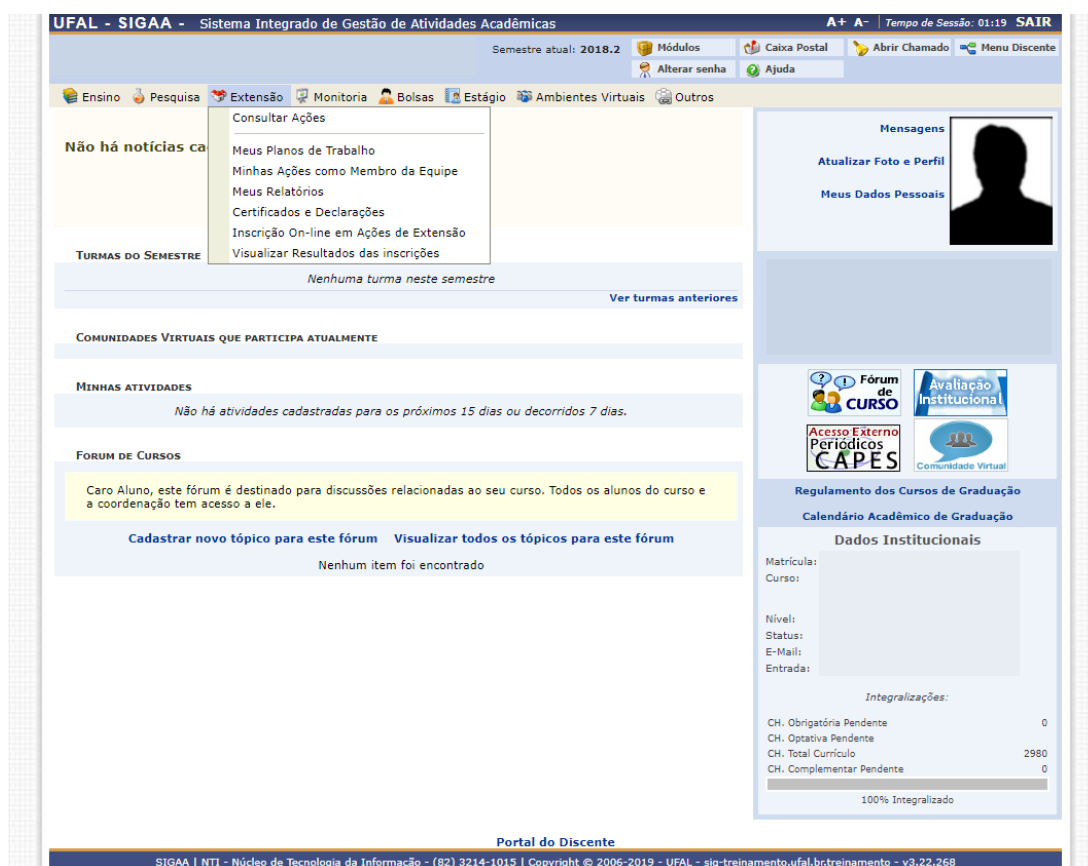 UFAL - SIGAA - Sistema Integrado de Gestão de Atividades Acadêmicas
A+ A- Tempo de Sessão: 01:19 SAIR
Semestre atual: 2018.2
Módulos
Caixa Postal
Abrir Chamado
Menu Discente
Alterar senha
Ajuda
Ensino Pesquisa Extensão Monitoria Bolsas Estágio Ambientes Virtuais Outros
Consultar Ações
Meus Planos de Trabalho
Minhas Ações como Membro da Equipe
Meus Relatórios
Certificados e Declarações
Inscrição On-line em Ações de Extensão
Visualizar Resultados das inscrições
Não há notícias ca
Turmas do Semestre
Nenhuma turma neste semestre
Ver turmas anteriores
Comunidades Virtuais que participa atualmente
Minhas atividades
Não há atividades cadastradas para os próximos 15 dias ou decorridos 7 dias.
Forum de Cursos
Caro Aluno, este fórum é destinado para discussões relacionadas ao seu curso. Todos os alunos do curso e
a coordenação tem acesso a ele.
Cadastrar novo tópico para este fórum Visualizar todos os tópicos para este fórum
Nenhum item foi encontrado
Mensagens
Atualizar Foto e Perfil
Meus Dados Pessoais
Fórum
de
CURSO
Avaliação
Institucional
Acesso Externo
Periódicos
CAPES
Comunidade Virtual
Regulamento dos Cursos de Graduação
Calendário Acadêmico de Graduação
Dados Institucionais
Matrícula:
Curso:
Nível:
Status:
E-Mail:
Entrada:
Integralizações:
CH. Obrigatória Pendente 0
CH. Optativa Pendente
CH. Total Currículo 2980
CH. Complementar Pendente 0
100% Integralizado
Portal do Discente
SIGAA | NTI - Núcleo de Tecnologia da Informação - (82) 3214-1015 | Copyright © 2006-2019 - UFAL - sig-treinamento.ufal.br.treinamento - v3.22.268